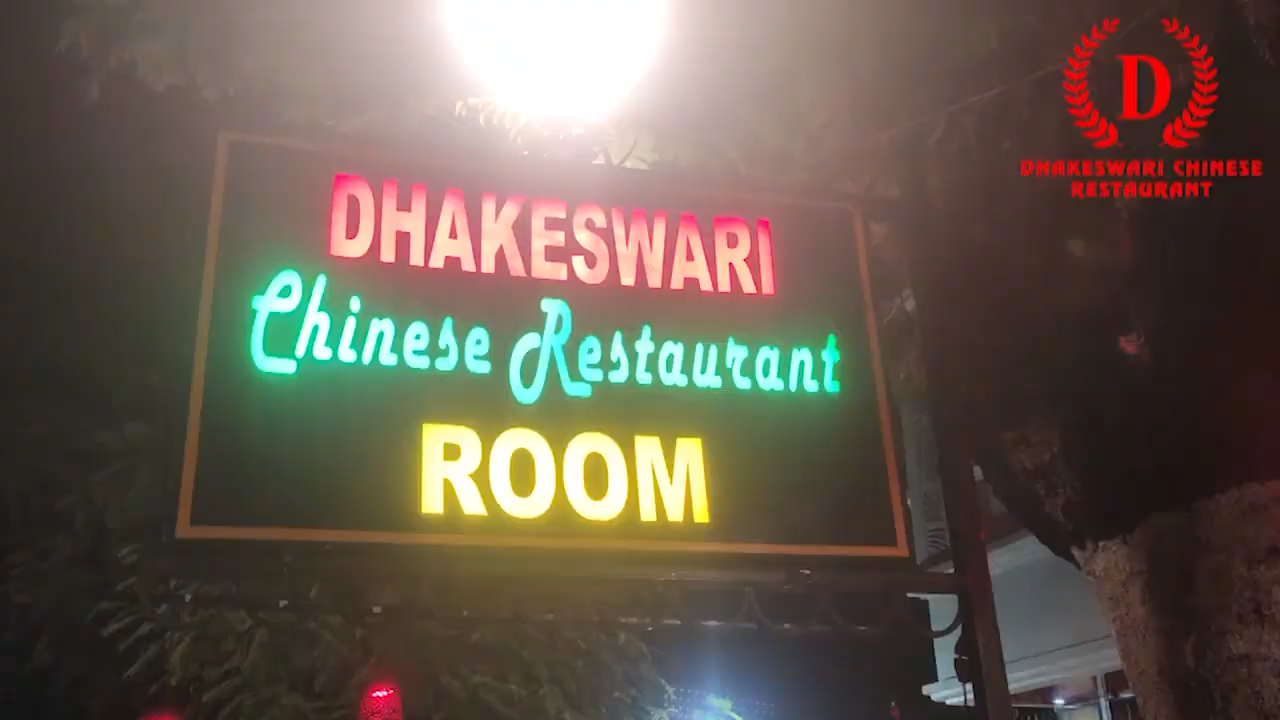 DHAKESWARI
Chinese Restaurant
ROOM
D
DHAKESWARI CHINESE
RESTAURANT